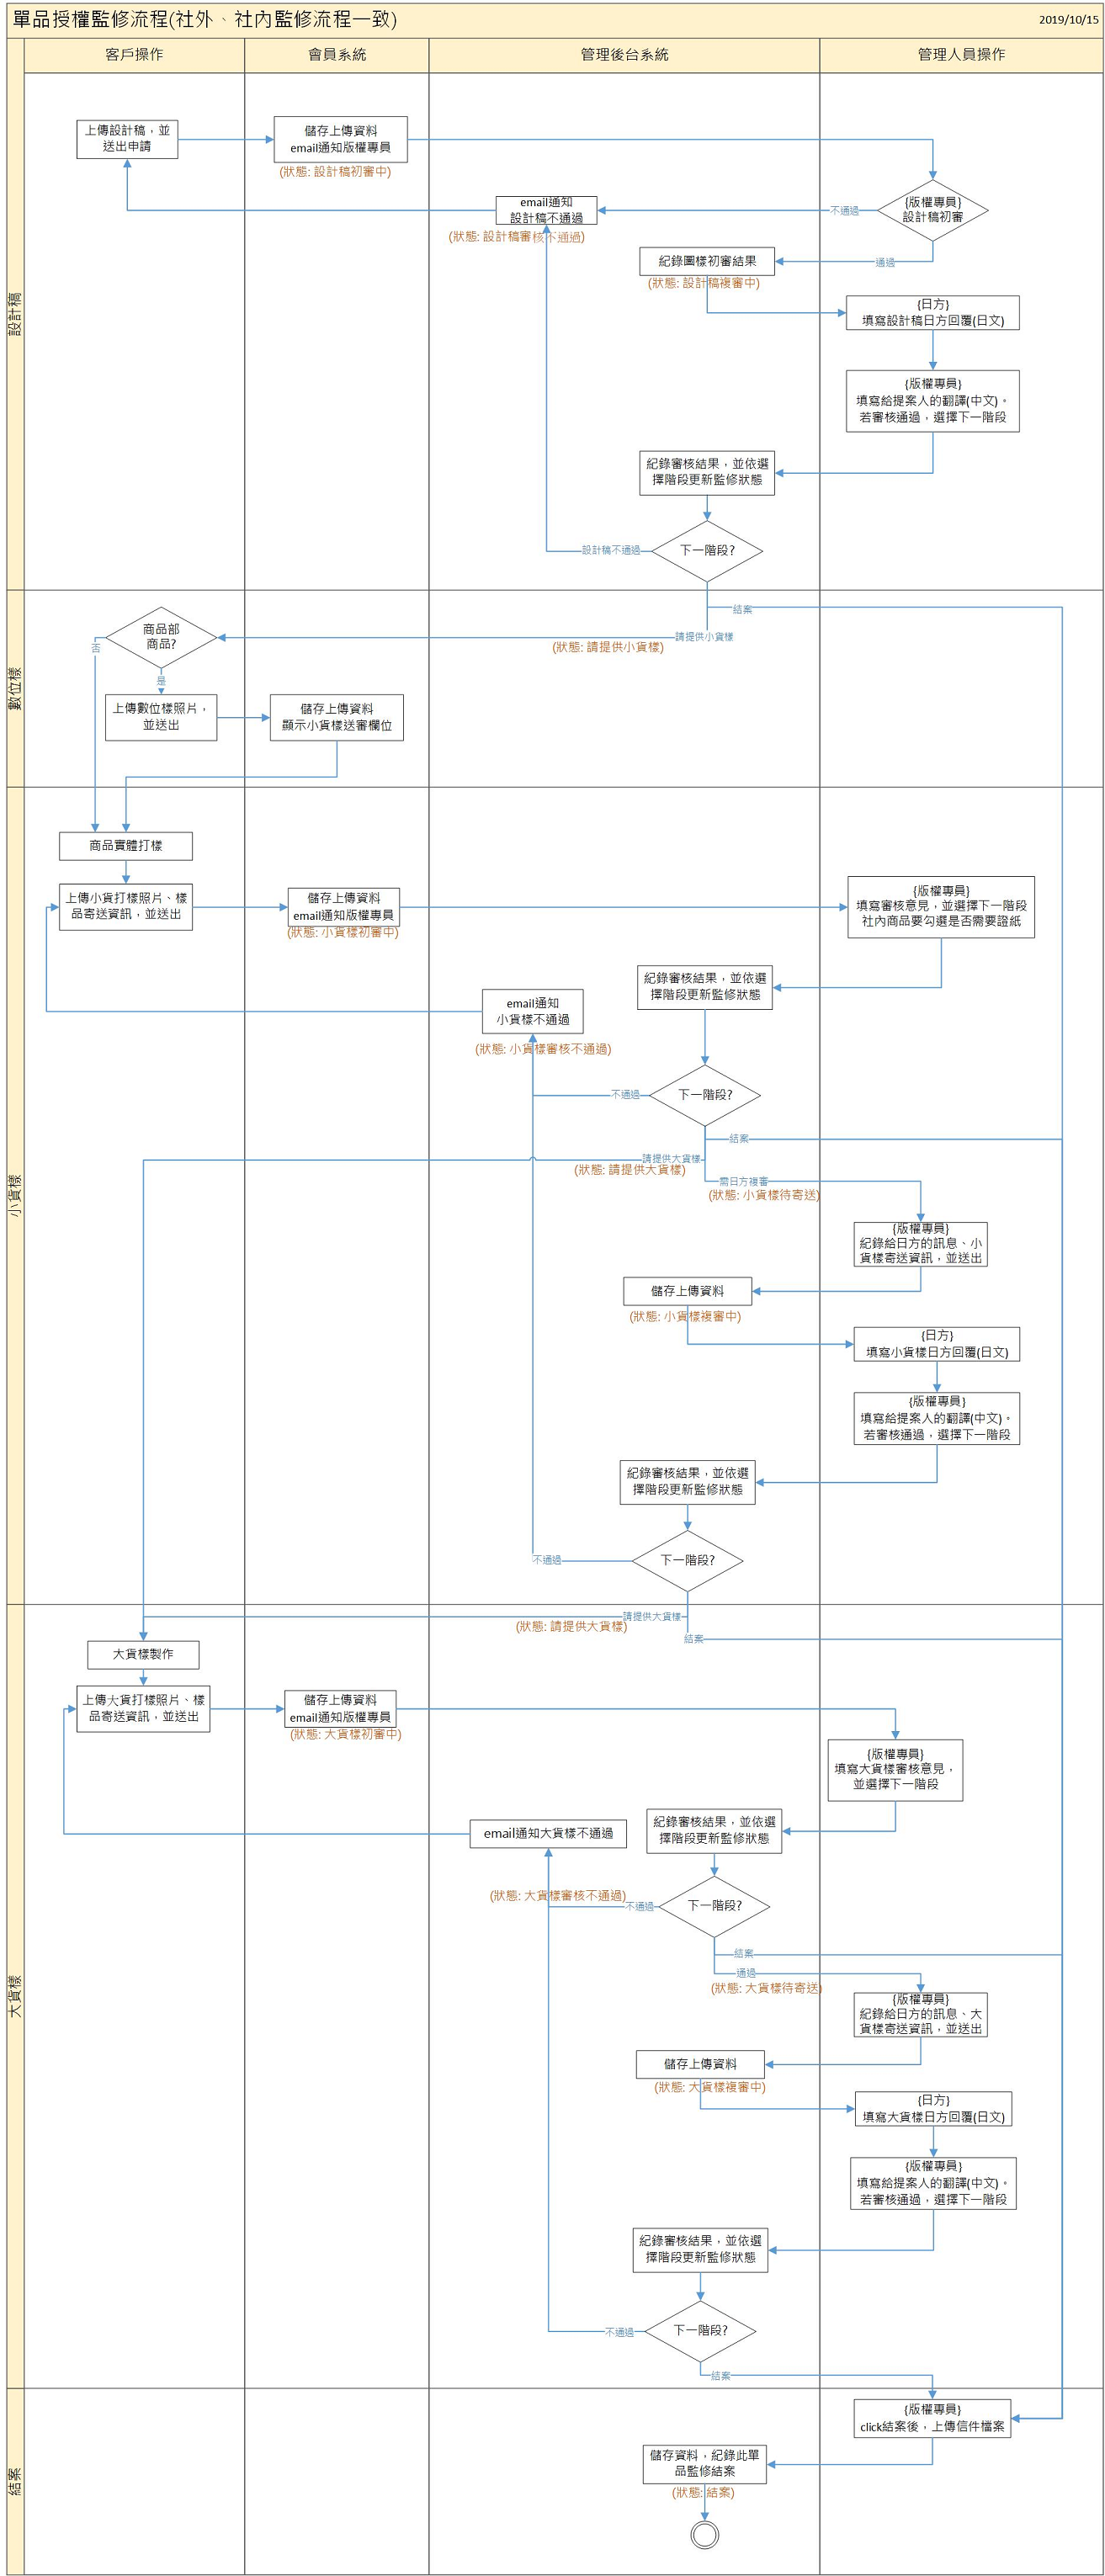 單品授權監修流程(社外、社內監修流程一致)
2019/10/15
客戶操作
會員系統
管理後台系統
管理人員操作
設計稿
上傳設計稿，並
送出申請
儲存上傳資料
email通知版權專員
(狀態: 設計稿初審中)
{版權專員}
設計稿初審
不通過
email通知
設計稿不通過
(狀態: 設計稿審核不通過)
通過
紀錄圖樣初審結果
(狀態: 設計稿複審中)
{日方}
填寫設計稿日方回覆(日文)
{版權專員}
填寫給提案人的翻譯(中文)。
若審核通過，選擇下一階段
紀錄審核結果，並依選
擇階段更新監修狀態
下一階段?
設計稿不通過
結案
數位樣
請提供小貨樣
(狀態: 請提供小貨樣)
商品部
商品?
否
是
上傳數位樣照片，
並送出
儲存上傳資料
顯示小貨樣送審欄位
小貨樣
商品實體打樣
上傳小貨打樣照片、樣
品寄送資訊，並送出
儲存上傳資料
email通知版權專員
(狀態: 小貨樣初審中)
{版權專員}
填寫審核意見，並選擇下一階段
社內商品要勾選是否需要證紙
紀錄審核結果，並依選
擇階段更新監修狀態
email通知
小貨樣不通過
(狀態: 小貨樣審核不通過)
下一階段?
不通過
結案
請提供大貨樣
(狀態: 請提供大貨樣)
需日方複審
(狀態: 小貨樣待寄送)
{版權專員}
紀錄給日方的訊息、小
貨樣寄送資訊，並送出
儲存上傳資料
(狀態: 小貨樣複審中)
{日方}
填寫小貨樣日方回覆(日文)
{版權專員}
填寫給提案人的翻譯(中文)。
若審核通過，選擇下一階段
紀錄審核結果，並依選
擇階段更新監修狀態
下一階段?
不通過
大貨樣
請提供大貨樣
(狀態: 請提供大貨樣)
結案
大貨樣製作
上傳大貨打樣照片、樣
品寄送資訊，並送出
儲存上傳資料
email通知版權專員
(狀態: 大貨樣初審中)
{版權專員}
填寫大貨樣審核意見，
並選擇下一階段
紀錄審核結果，並依選
擇階段更新監修狀態
email通知大貨樣不通過
(狀態: 大貨樣審核不通過)
不通過
下一階段?
結案
通過
(狀態: 大貨樣待寄送)
{版權專員}
紀錄給日方的訊息、大
貨樣寄送資訊，並送出
儲存上傳資料
(狀態: 大貨樣複審中)
{日方}
填寫大貨樣日方回覆(日文)
{版權專員}
填寫給提案人的翻譯(中文)。
若審核通過，選擇下一階段
紀錄審核結果，並依選
擇階段更新監修狀態
下一階段?
不通過
結案
結案
{版權專員}
click結案後，上傳信件檔案
儲存資料，紀錄此單
品監修結案
(狀態: 結案)